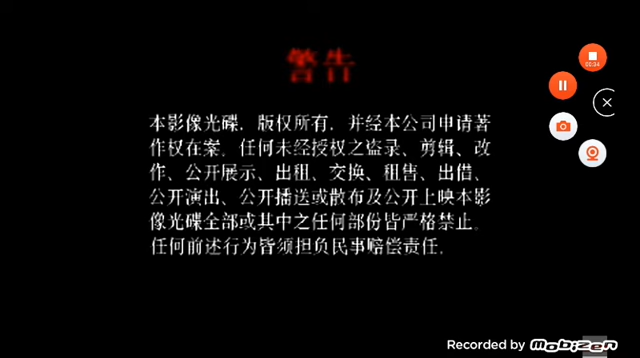 警告
本影像光碟，版权所有，并经本公司申请著
作权在案。任何未经授权之盗录、剪辑、改
作、公开展示、出租、交换、租售、出借、
公开演出、公开播送或散布及公开上映本影
像光碟全部或其中之任何部份皆严格禁止。
任何前述行为皆须担负民事赔偿责任.
00:34
Recorded by Mobizen